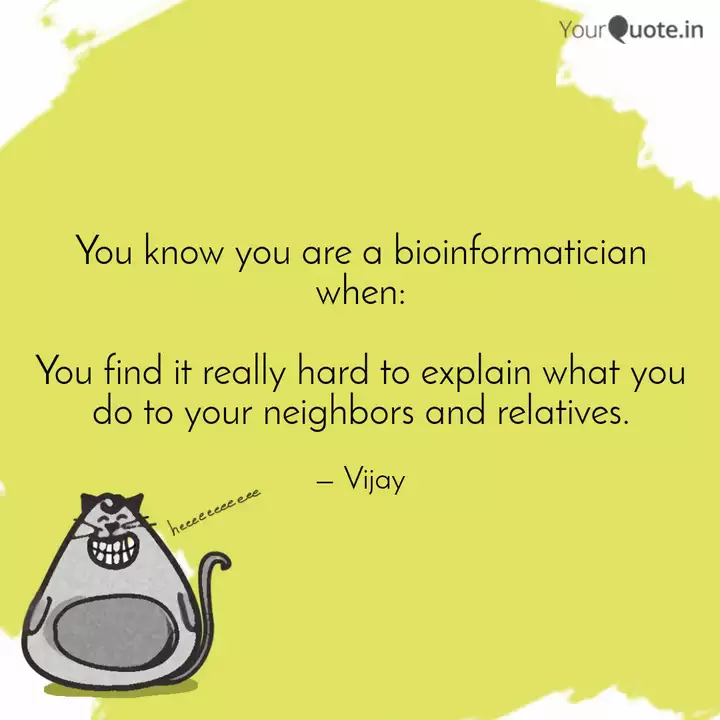 YourQuote.in
You know you are a bioinformatician
when:
You find it really hard to explain what you
do to your neighbors and relatives.
– Vijay
heeeeeeeeeee